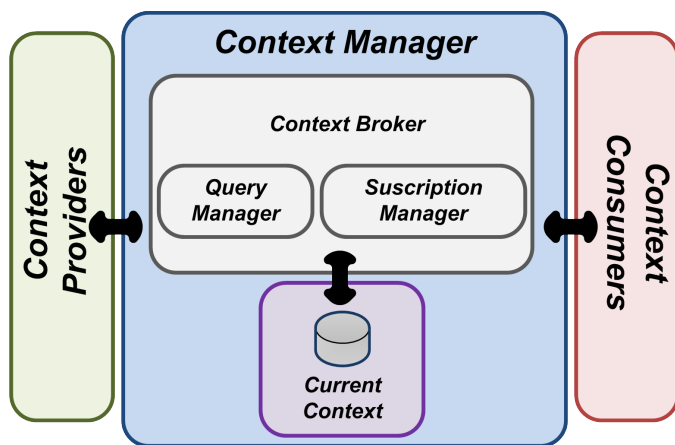 Context Manager
Context
Providers
Context Broker
Query
Manager
Suscription
Manager
Current
Context
Context
Consumers